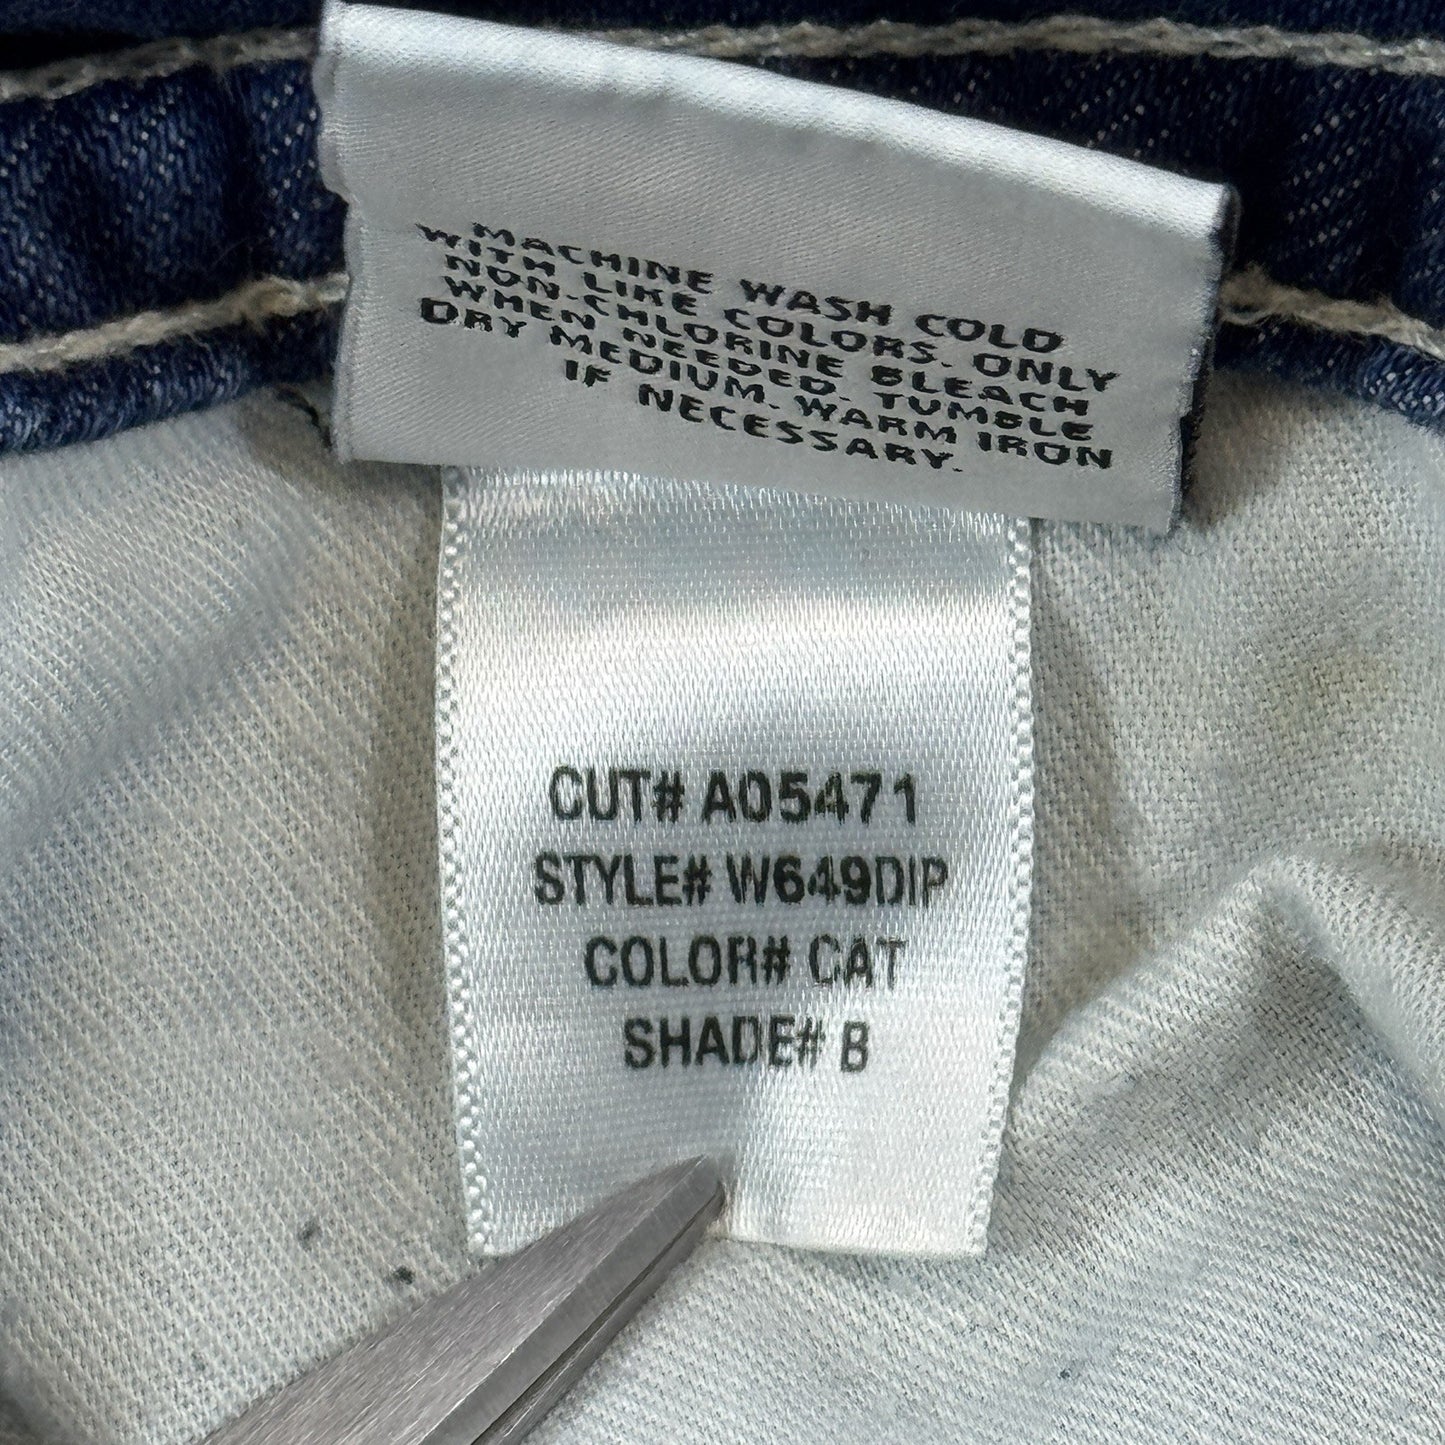 MACHINE WASH COLD
WITH LIKE COLORS. ONLY
NON-CHLORINE BLEACH
WHEN NEEDED. TUMBLE
DRY MEDIUM. WARM IRON
IF NECESSARY.
CUT# A05471
STYLE# W649DIP
COLOR# CAT
SHADE# B